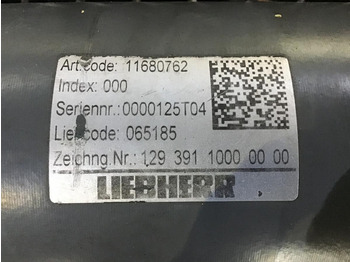 Art.code: 11680762
Index: 000
Seriennr.:0000125T04
Lief.code: 065185
Zeichng.Nr.:129 391 1000 00 00
LIEBHERR